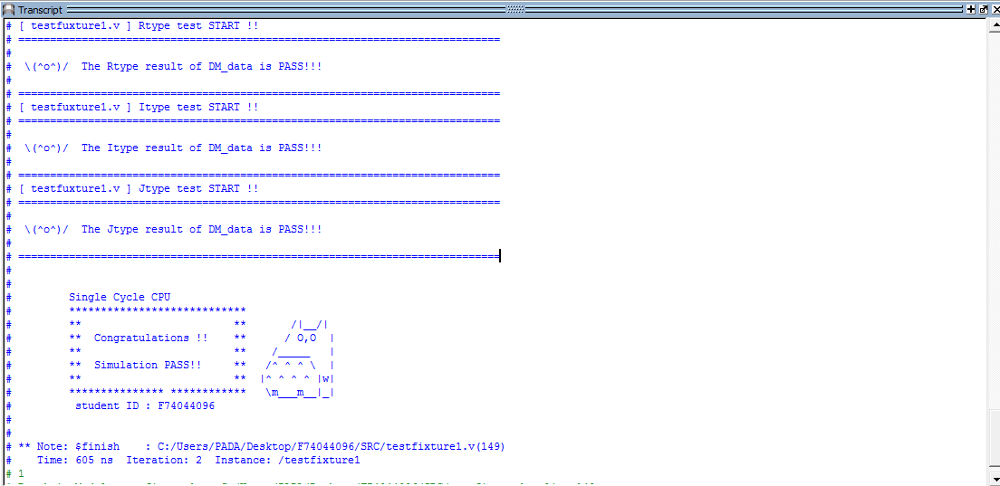 Transcript
# [ testfuxture1.v ] Rtype test START !!
# ============================================================================
#
#  \(^o^)/  The Rtype result of DM_data is PASS!!!
#
# ============================================================================
# [ testfuxture1.v ] Itype test START !!
# ============================================================================
#
#  \(^o^)/  The Itype result of DM_data is PASS!!!
#
# ============================================================================
# [ testfuxture1.v ] Jtype test START !!
# ============================================================================
#
#  \(^o^)/  The Jtype result of DM_data is PASS!!!
#
# ============================================================================
#
#
#         Single Cycle CPU
#         ****************************
#         **                        **       /|__/|
#         **  Congratulations !!    **      / O,O  |
#         **                        **    /_____   |
#         **  Simulation PASS!!     **   /^ ^ ^ \  |
#         **                        **  |^ ^ ^ ^ |w|
#         *************** ************   \m___m__|_|
#          student ID : F74044096
#
#
# ** Note: $finish    : C:/Users/PADA/Desktop/F74044096/SRC/testfixture1.v(149)
#    Time: 605 ns  Iteration: 2  Instance: /testfixture1
# 1